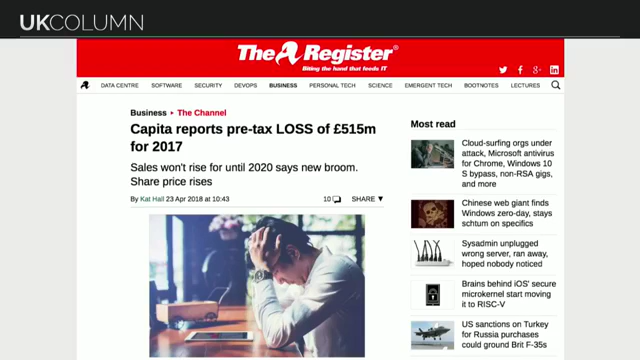 UKCOLUMN
The Register®
Biting the hand that feeds IT
DATA CENTRE SOFTWARE SECURITY DEVOPS BUSINESS PERSONAL TECH SCIENCE EMERGENT TECH BOOTNOTES LECTURES
Business ▸ The Channel
Capita reports pre-tax LOSS of £515m
for 2017
Sales won't rise for until 2020 says new broom.
Share price rises
By Kat Hall 23 Apr 2018 at 10:43
10
SHARE ▼
Most read
Cloud-surfing orgs under
attack, Microsoft antivirus
for Chrome, Windows 10
S bypass, non-RSA gigs,
and more
Chinese web giant finds
Windows zero-day, stays
schtum on specifics
Sysadmin unplugged
wrong server, ran away,
hoped nobody noticed
Brains behind iOS' secure
microkernel start moving
it to RISC-V
US sanctions on Turkey
for Russia purchases
could ground Brit F-35s